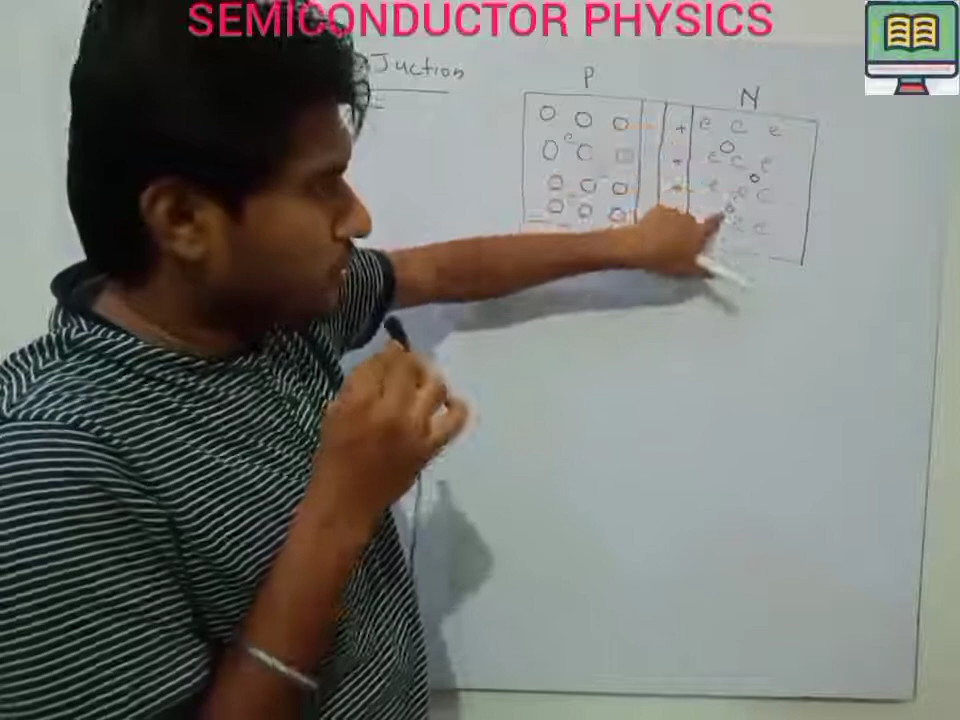 SEMICONDUCTOR PHYSICS
Juction
P
N
O O O + e e e
e O
O C + e e e
O
O O O + e e C
O O O O e e